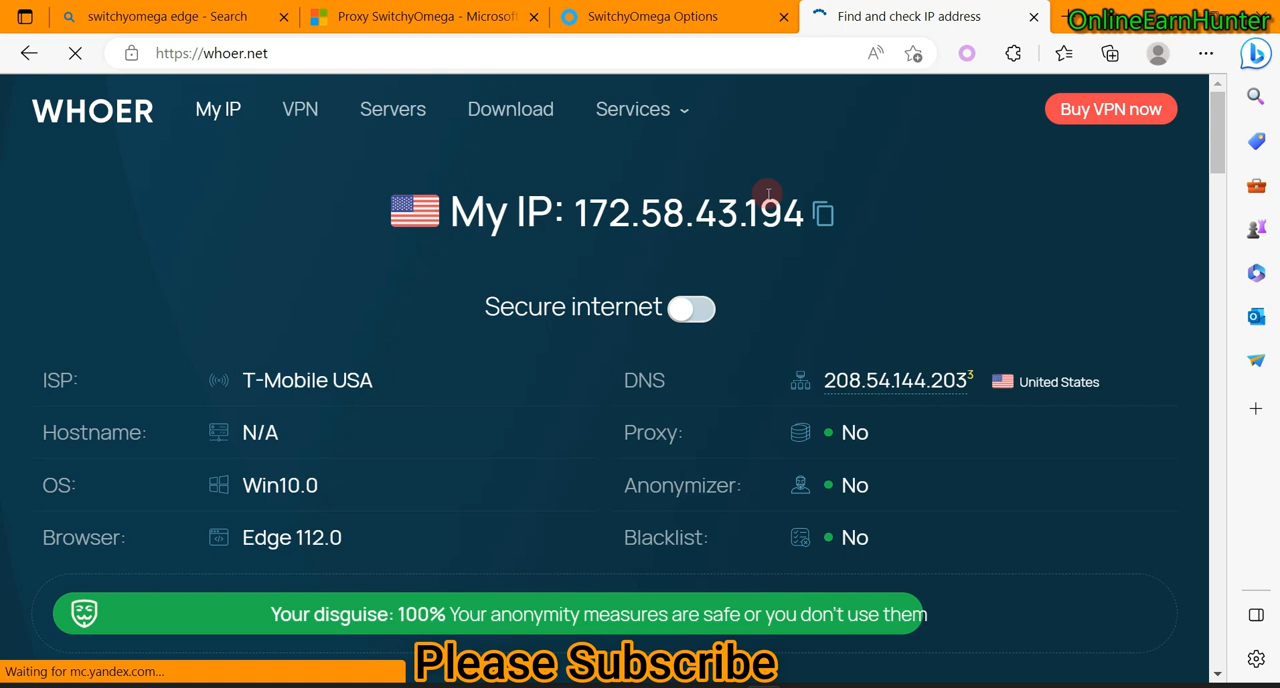 switchyomega edge - Search
Proxy SwitchyOmega - Microsoft
SwitchyOmega Options
Find and check IP address
OnlineEarnHunter
https://whoer.net
WHOER
My IP
VPN
Servers
Download
Services
Buy VPN now
My IP: 172.58.43.194
Secure internet
ISP: T-Mobile USA
DNS 208.54.144.203 3 United States
Hostname: N/A
Proxy: No
OS: Win10.0
Anonymizer: No
Browser: Edge 112.0
Blacklist: No
Your disguise: 100% Your anonymity measures are safe or you don't use them
Waiting for mc.yandex.com...
Please Subscribe